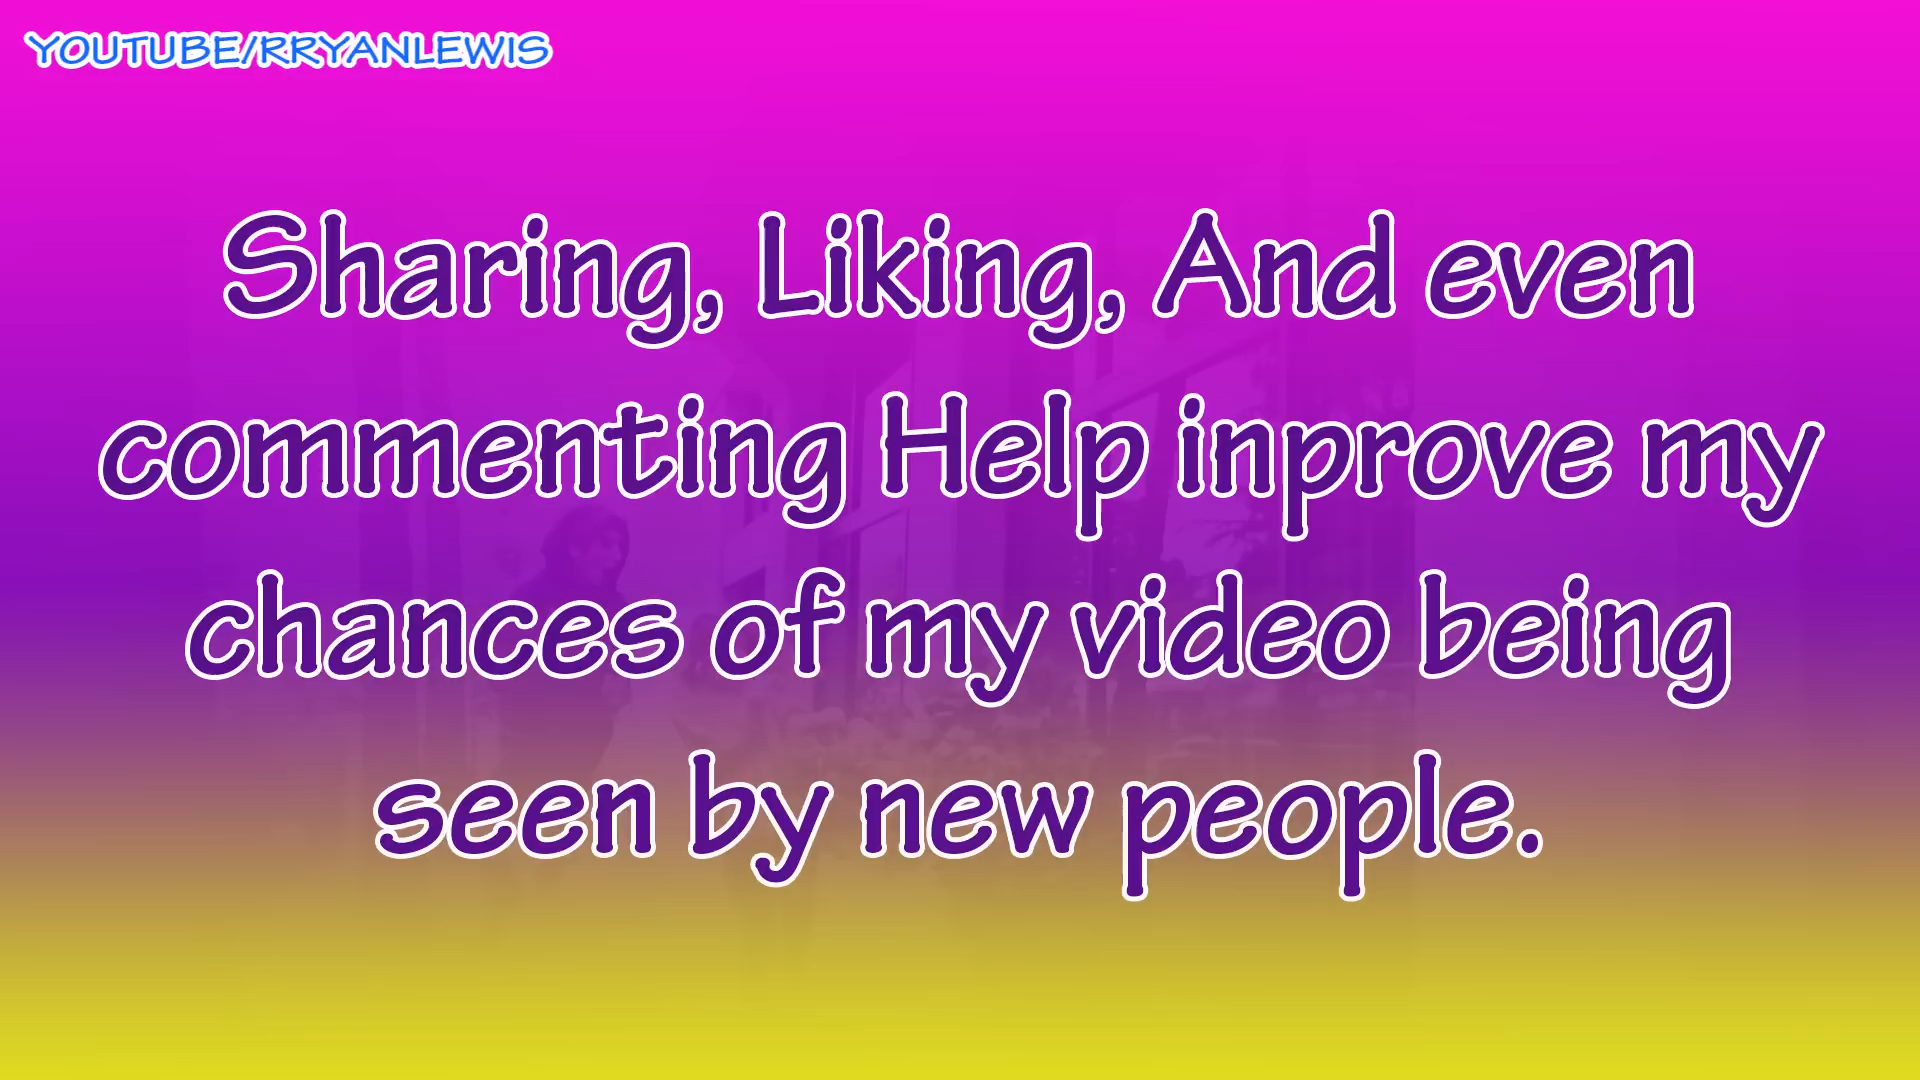 YOUTUBE/RRYANLEWIS
Sharing, Liking, And even
commenting Help inprove my
chances of my video being
seen by new people.